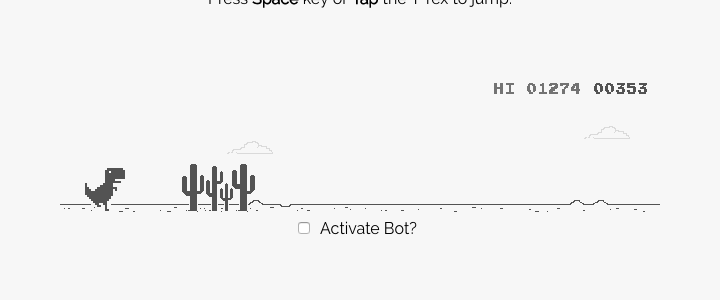 Press Space key or Tap the T-rex to jump.
HI 01274 00353
Activate Bot?